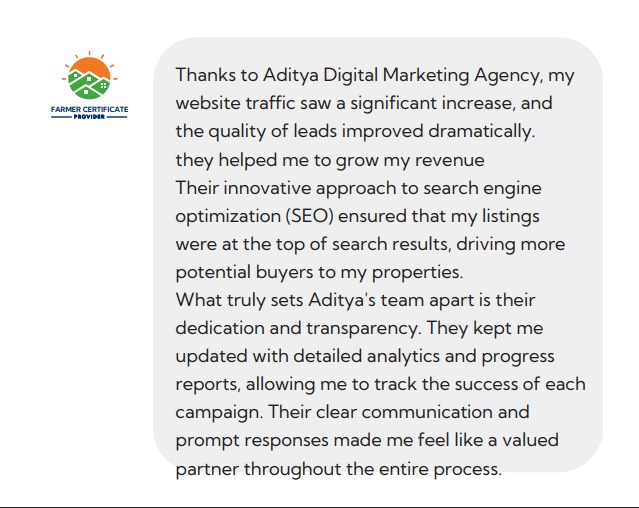 FARMER CERTIFICATE
PROVIDER
Thanks to Aditya Digital Marketing Agency, my
website traffic saw a significant increase, and
the quality of leads improved dramatically.
they helped me to grow my revenue
Their innovative approach to search engine
optimization (SEO) ensured that my listings
were at the top of search results, driving more
potential buyers to my properties.
What truly sets Aditya's team apart is their
dedication and transparency. They kept me
updated with detailed analytics and progress
reports, allowing me to track the success of each
campaign. Their clear communication and
prompt responses made me feel like a valued
partner throughout the entire process.